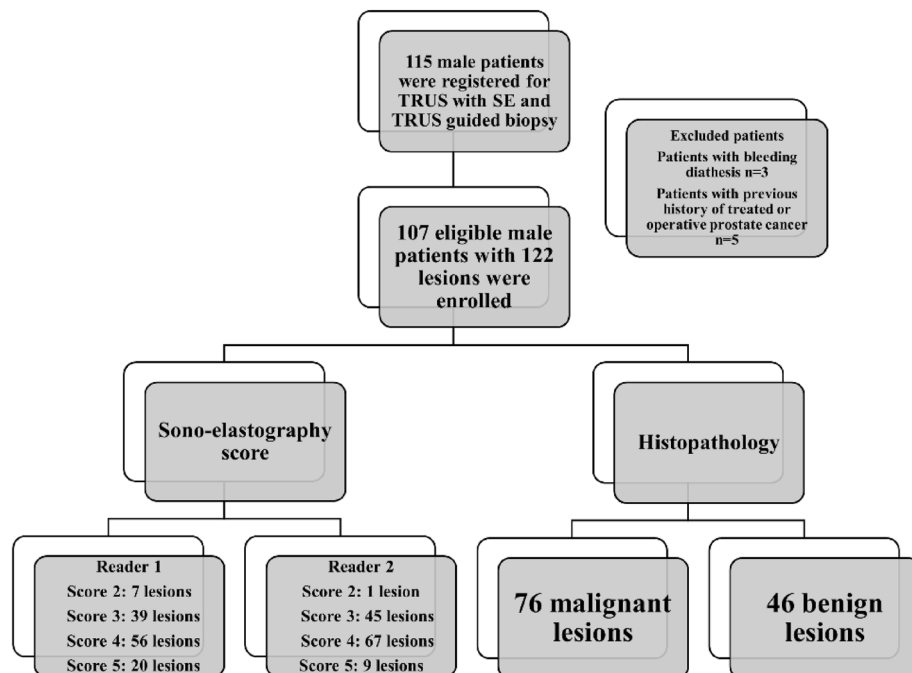 115 male patients
were registered for
TRUS with SE and
TRUS guided biopsy
Excluded patients
Patients with bleeding
diathesis n=3
Patients with previous
history of treated or
operative prostate cancer
n=5
107 eligible male
patients with 122
lesions were
enrolled
Sono-elastography
score
Histopathology
Reader 1
Score 2: 7 lesions
Score 3: 39 lesions
Score 4: 56 lesions
Score 5: 20 lesions
Reader 2
Score 2: 1 lesion
Score 3: 45 lesions
Score 4: 67 lesions
Score 5: 9 lesions
76 malignant
lesions
46 benign
lesions